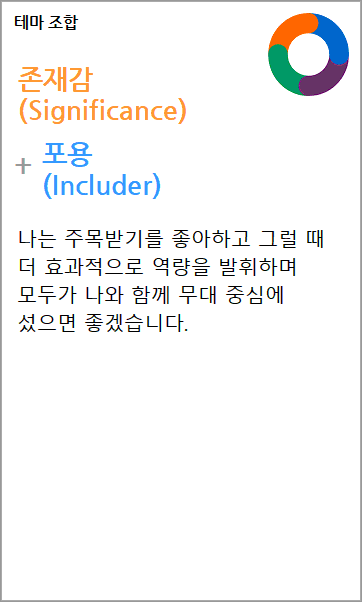 테마 조합
존재감
(Significance)
+ 포용
(Includer)
나는 주목받기를 좋아하고 그럴 때
더 효과적으로 역량을 발휘하며
모두가 나와 함께 무대 중심에
섰으면 좋겠습니다.